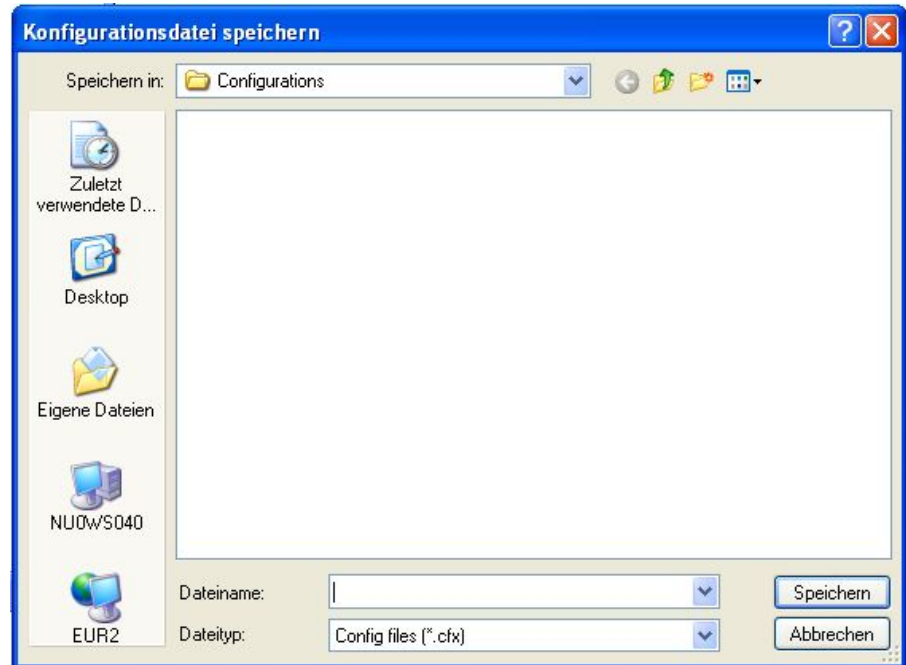 Konfigurationsdatei speichern
Speichern in:
Configurations
Zuletzt
verwendete D...
Desktop
Eigene Dateien
NU0WS040
EUR2
Dateiname:
Speichern
Dateityp:
Config files (*.cfx)
Abbrechen